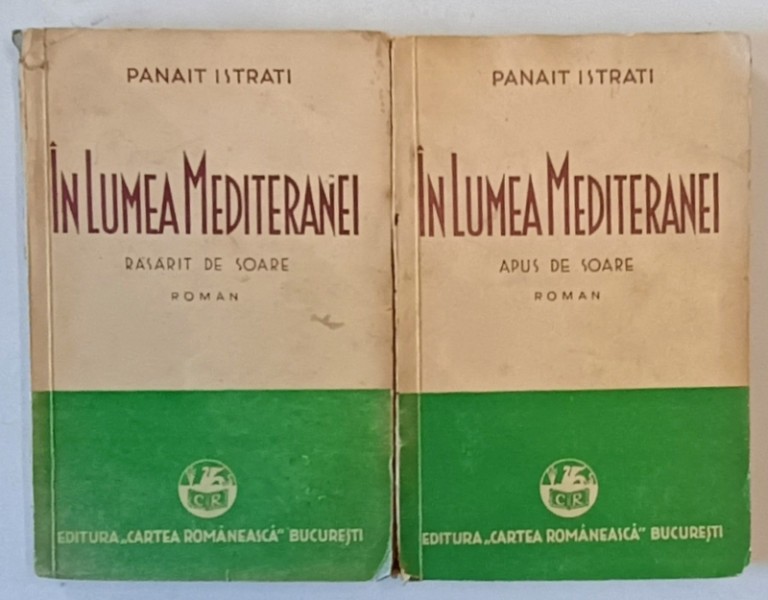 PANAIT ISTRATI
ÎN LUMEA MEDITERANEI
RĂSĂRIT DE SOARE
ROMAN
C R
EDITURA „CARTEA ROMÂNEASCĂ" BUCUREȘTI
PANAIT ISTRATI
ÎN LUMEA MEDITERANEI
APUS DE SOARE
ROMAN
C R
EDITURA „CARTEA ROMÂNEASCĂ" BUCUREȘTI